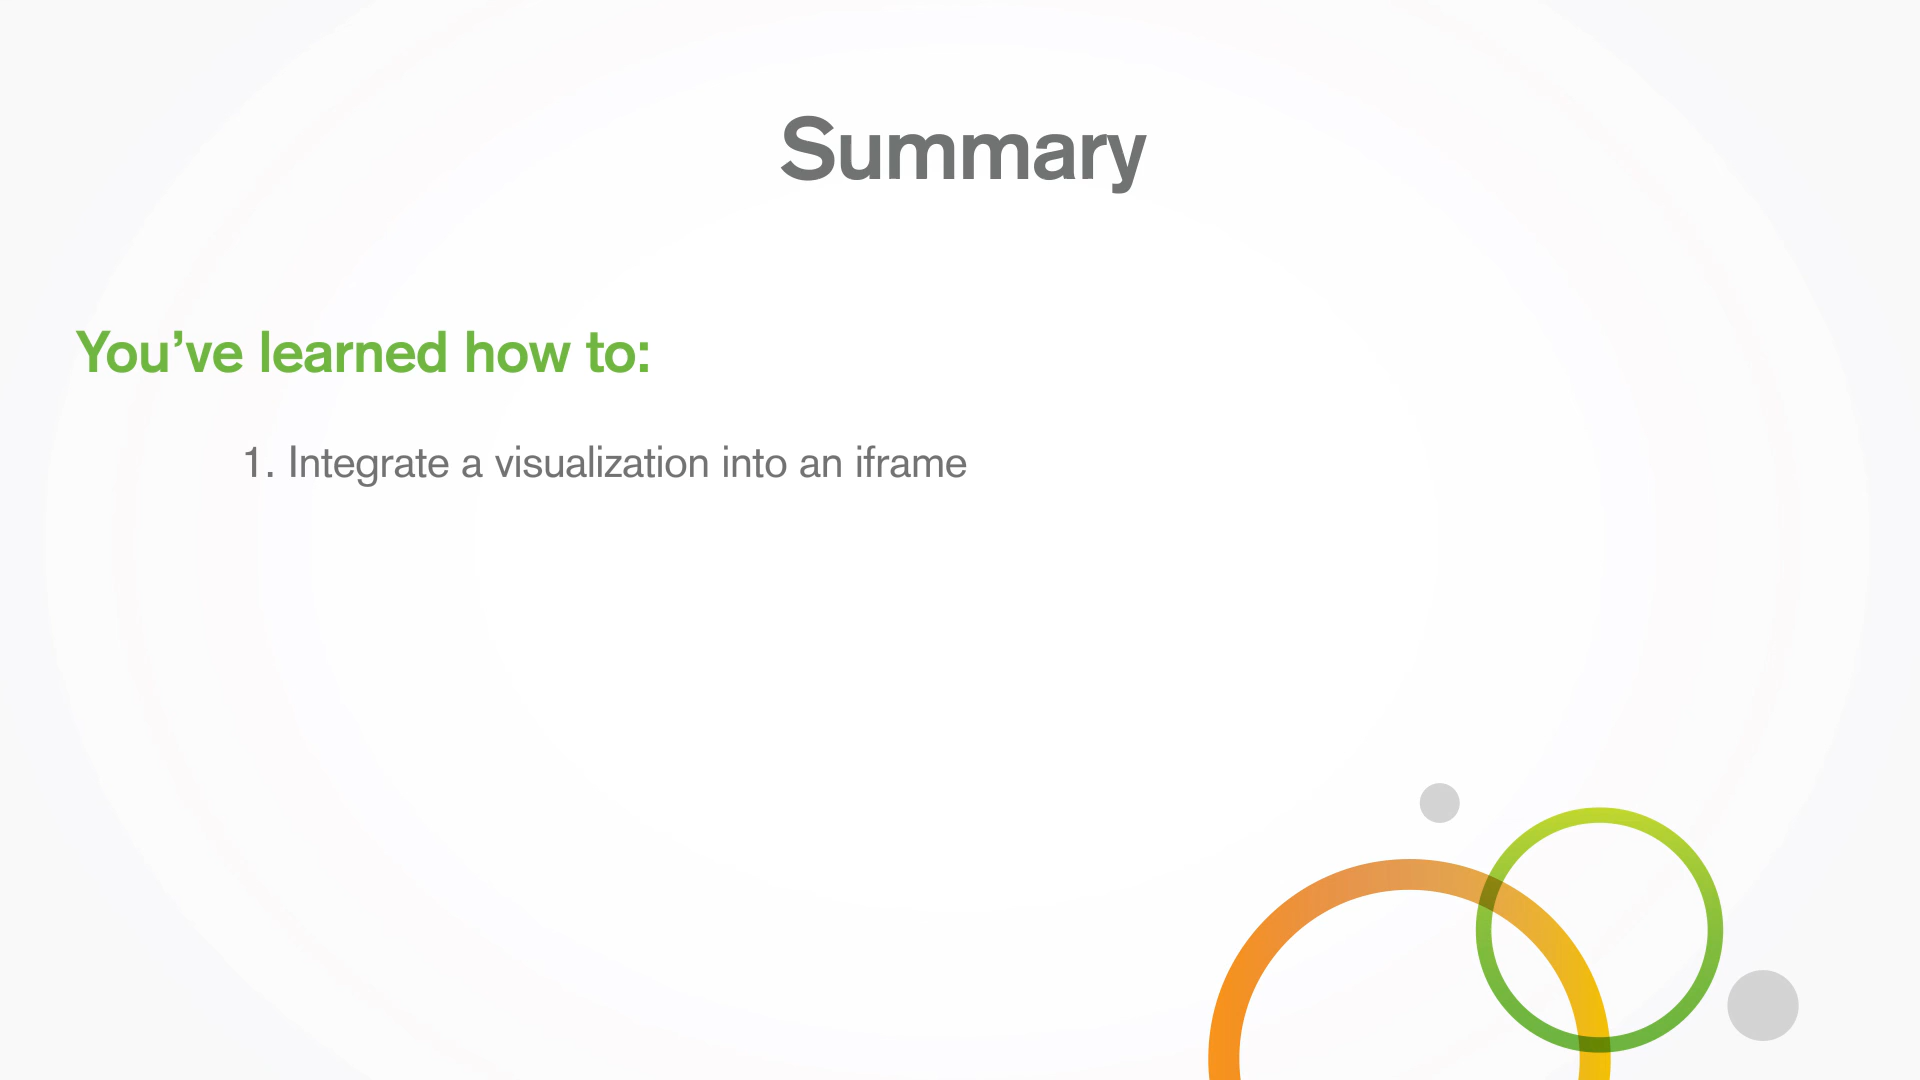 Summary
You’ve learned how to:
1. Integrate a visualization into an iframe